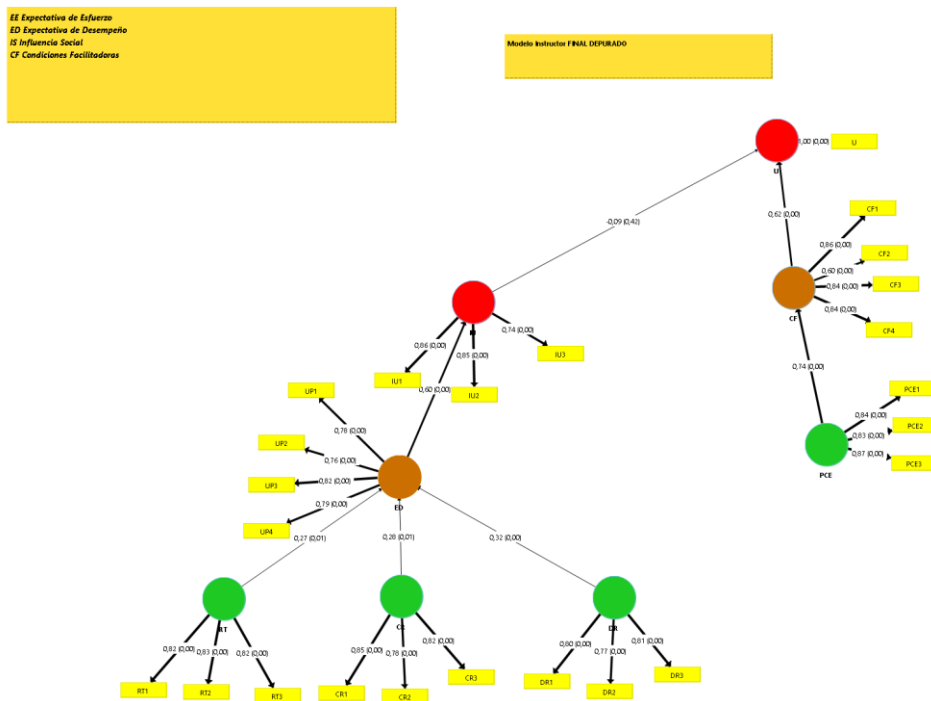 EE Expectativa de Esfuerzo
ED Expectativa de Desempeño
IS Influencia Social
CF Condiciones Facilitadoras
Modelo Instructor FINAL DEPURADO
1,00 (0,00)
U
U
CF1
0,62 (0,00)
-0,09 (0,42)
0,86 (0,00)
CF2
0,60 (0,00)
0,84 (0,00)
CF3
0,84 (0,00)
CF
CF4
0,74 (0,00)
0,86 (0,00)
0,85 (0,00)
IU3
0,74 (0,00)
IU1
0,60 (0,00)
IU2
UP1
PCE1
0,84 (0,00)
PCE2
0,78 (0,00)
0,83 (0,00)
UP2
0,87 (0,00)
0,76 (0,00)
PCE3
PCE
UP3
0,82 (0,00)
0,79 (0,00)
ED
UP4
0,27 (0,01)
0,28 (0,01)
0,32 (0,00)
RT
CR
DR
0,82 (0,00)
0,83 (0,00)
0,82 (0,00)
0,85 (0,00)
0,78 (0,00)
0,82 (0,00)
0,80 (0,00)
0,77 (0,00)
0,81 (0,00)
RT1
RT2
RT3
CR1
CR2
CR3
DR1
DR2
DR3